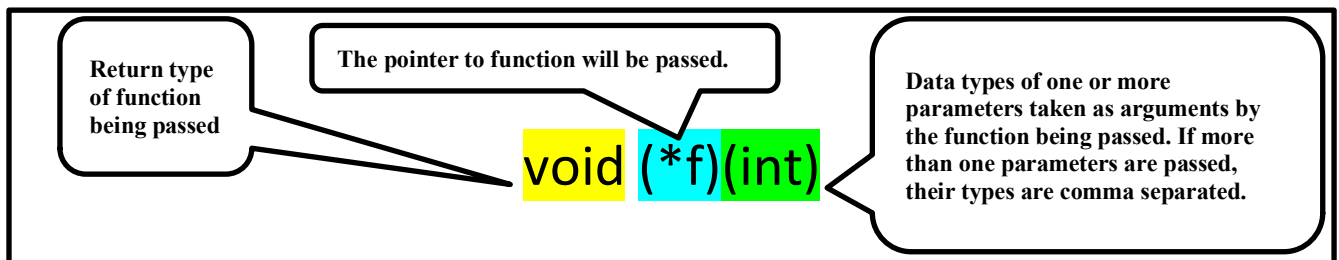 Return type
of function
being passed
The pointer to function will be passed.
void (*f)(int)
Data types of one or more
parameters taken as arguments by
the function being passed. If more
than one parameters are passed,
their types are comma separated.